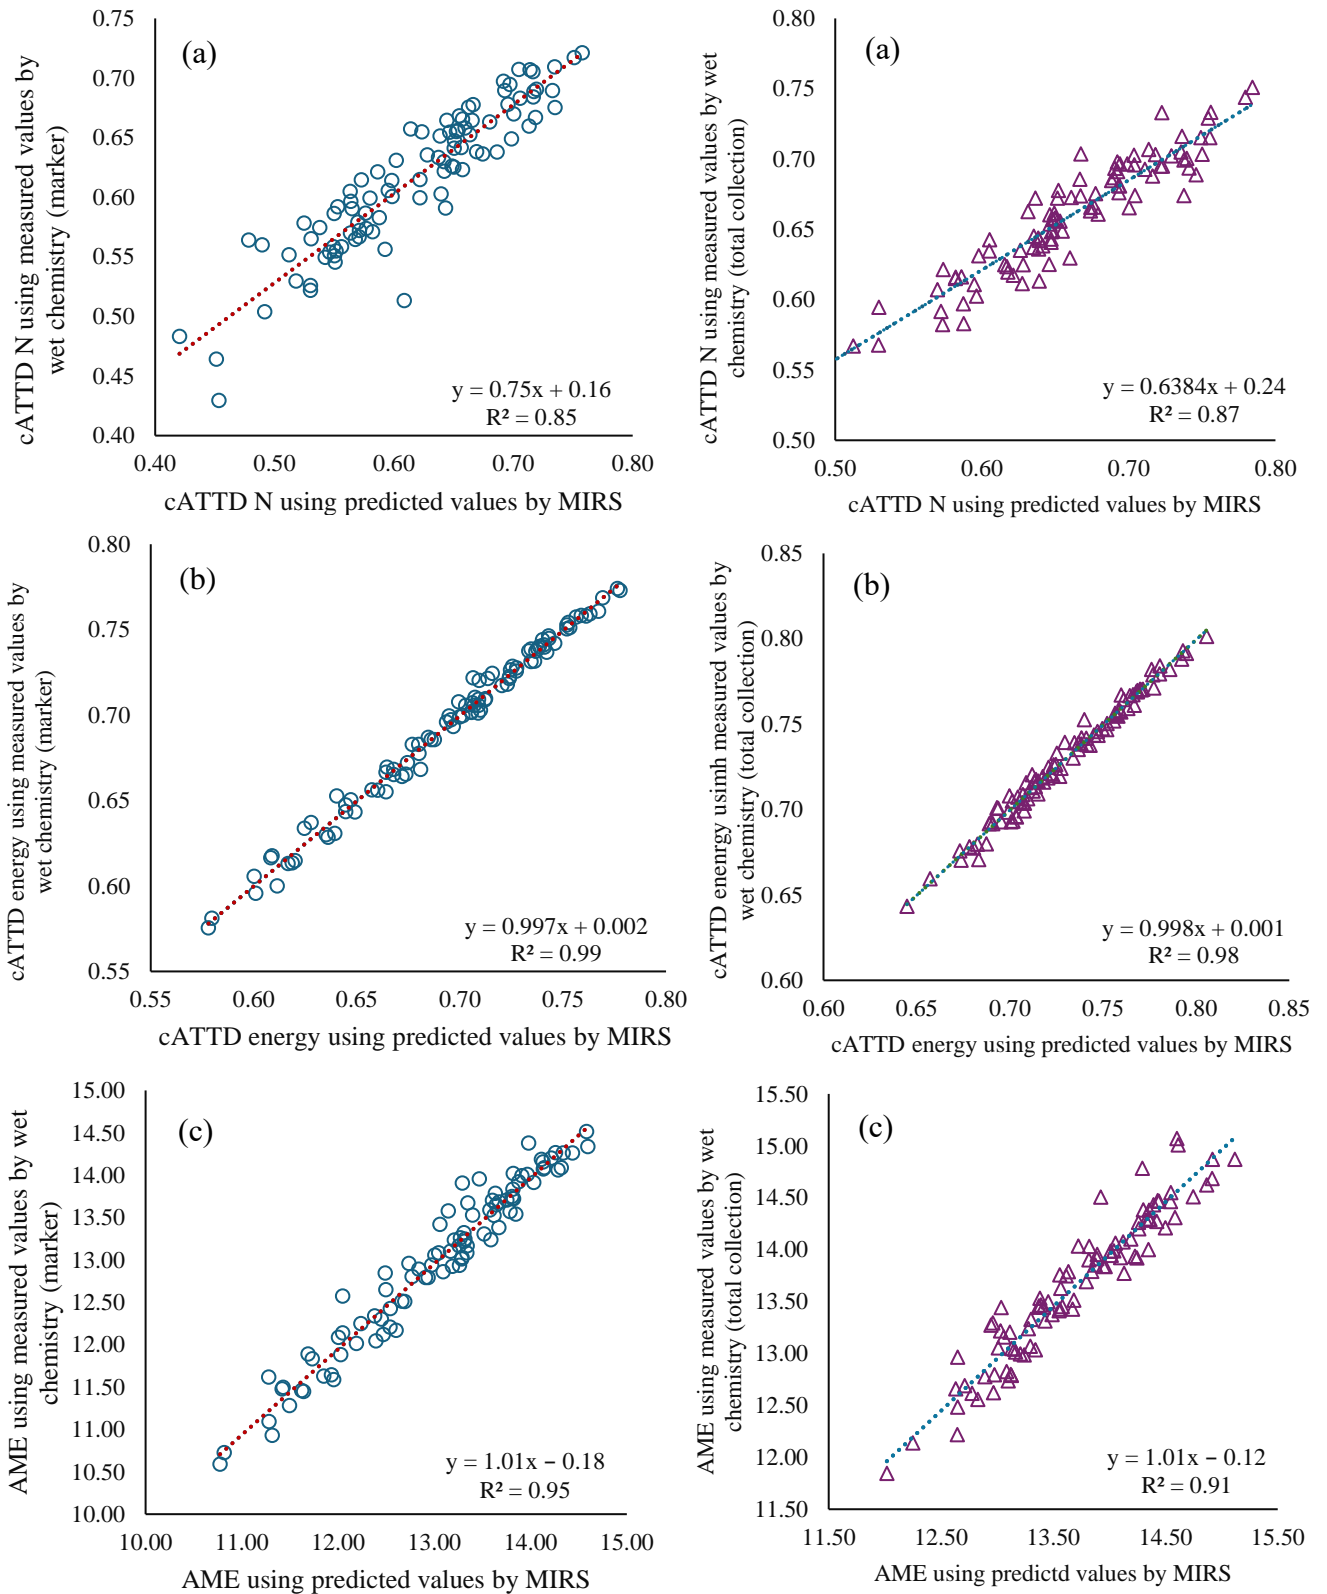 cATTD N using measured values by
wet chemistry (marker)
0.75
0.70
0.65
0.60
0.55
0.50
0.45
0.40
(a)
y = 0.75x + 0.16
R² = 0.85
0.40
0.50
0.60
0.70
0.80
cATTD N using predicted values by MIRS
cATTD N using measured values by wet
chemistry (total collection)
0.80
0.75
0.70
0.65
0.60
0.55
0.50
(a)
y = 0.6384x + 0.24
R² = 0.87
0.50
0.60
0.70
0.80
cATTD N using predicted values by MIRS
cATTD energy using measured values by
wet chemistry (marker)
0.80
0.75
0.70
0.65
0.60
0.55
(b)
y = 0.997x + 0.002
R² = 0.99
0.55
0.60
0.65
0.70
0.75
0.80
cATTD energy using predicted values by MIRS
cATTD energy usimh measured values by
wet chemistry (total collection)
0.85
0.80
0.75
0.70
0.65
0.60
(b)
y = 0.998x + 0.001
R² = 0.98
0.60
0.65
0.70
0.75
0.80
0.85
cATTD energy using predicted values by MIRS
AME using measured values by wet
chemistry (marker)
15.00
14.50
14.00
13.50
13.00
12.50
12.00
11.50
11.00
10.50
10.00
(c)
y = 1.01x − 0.18
R² = 0.95
10.00
11.00
12.00
13.00
14.00
15.00
AME using predicted values by MIRS
AME using measured values by wet
chemistry (total collection)
15.50
15.00
14.50
14.00
13.50
13.00
12.50
12.00
11.50
(c)
y = 1.01x − 0.12
R² = 0.91
11.50
12.50
13.50
14.50
15.50
AME using predictd values by MIRS